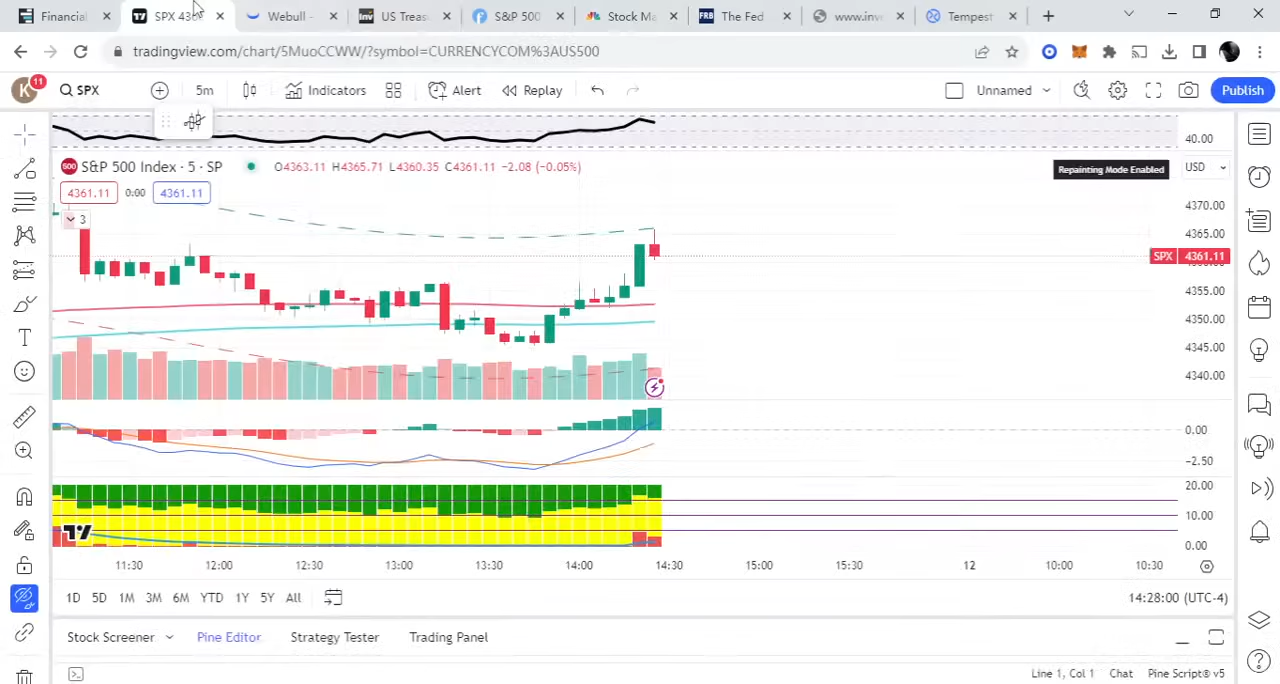 Financial
SPX 436
Webull -
Inv
US Treas
S&P 500
Stock Ma
FRB
The Fed
www.inve
Tempest
tradingview.com/chart/5MuoCCWW/?symbol=CURRENCYCOM%3AUS500
K
11
SPX
5m
Indicators
Alert
Replay
Unnamed
Publish
40.00
500
S&P 500 Index · 5 · SP
O4363.11 H4365.71 L4360.35 C4361.11 −2.08 (−0.05%)
Repainting Mode Enabled
USD
4361.11
0:00
4361.11
3
4370.00
4365.00
SPX 4361.11
4355.00
4350.00
4345.00
4340.00
0.00
−2.50
20.00
10.00
0.00
11:30
12:00
12:30
13:00
13:30
14:00
14:30
15:00
15:30
12
10:00
10:30
1D
5D
1M
3M
6M
YTD
1Y
5Y
All
14:28:00 (UTC-4)
Stock Screener
Pine Editor
Strategy Tester
Trading Panel
Line 1, Col 1
Chat
Pine Script® v5